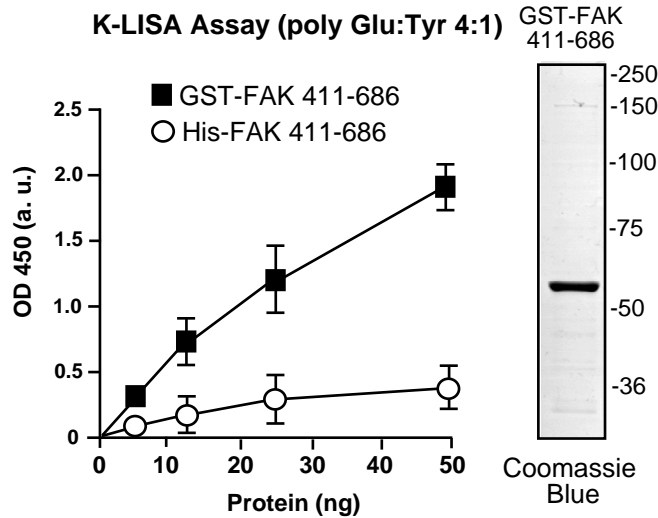 K-LISA Assay (poly Glu:Tyr 4:1)
GST-FAK 411-686
His-FAK 411-686
OD 450 (a. u.)
2.5
2.0
1.5
1.0
0.5
0
0 10 20 30 40 50
Protein (ng)
GST-FAK
411-686
-250
-150
-100
-75
-50
-36
Coomassie
Blue